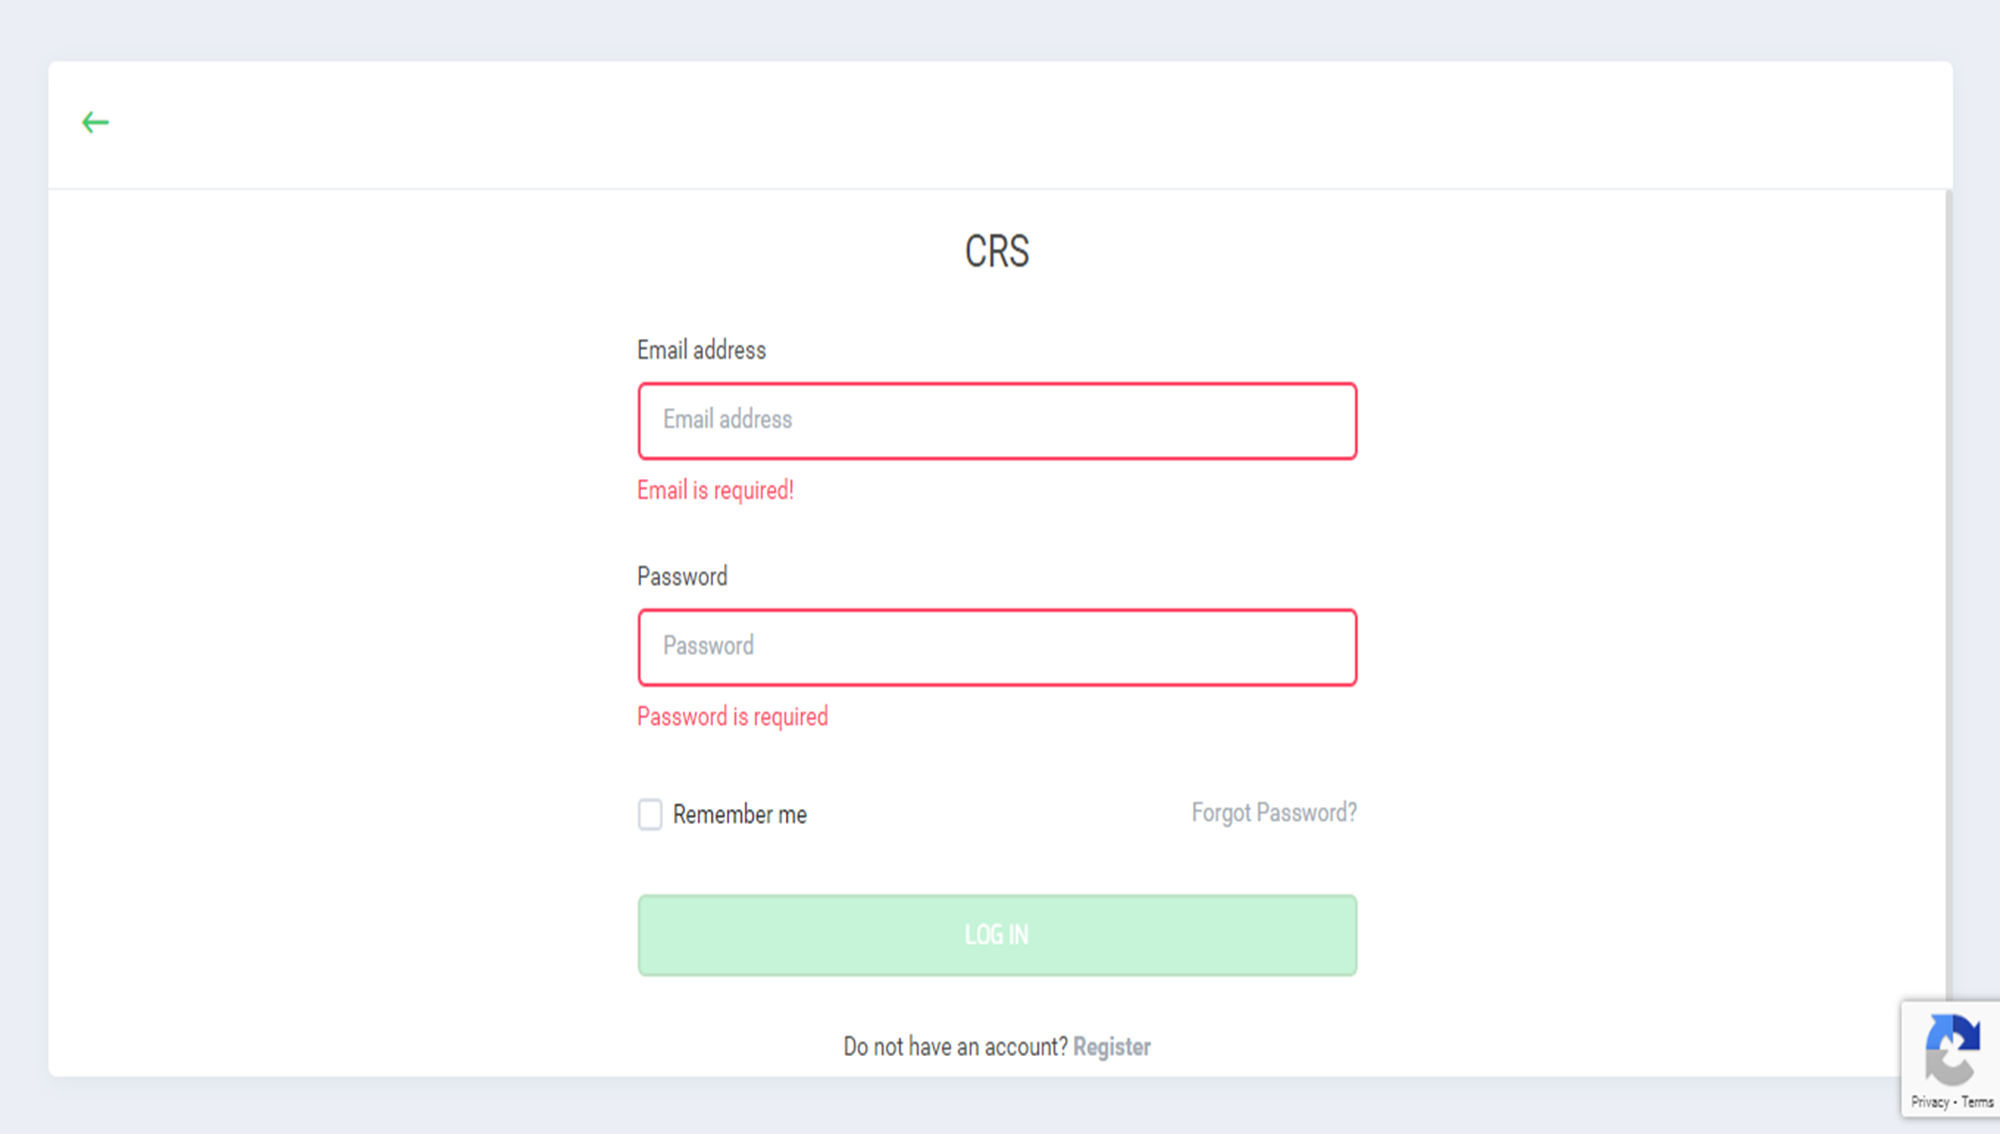 CRS
Email address
Email address
Email is required!
Password
Password
Password is required
Remember me
Forgot Password?
LOG IN
Do not have an account? Register
Privacy - Terms